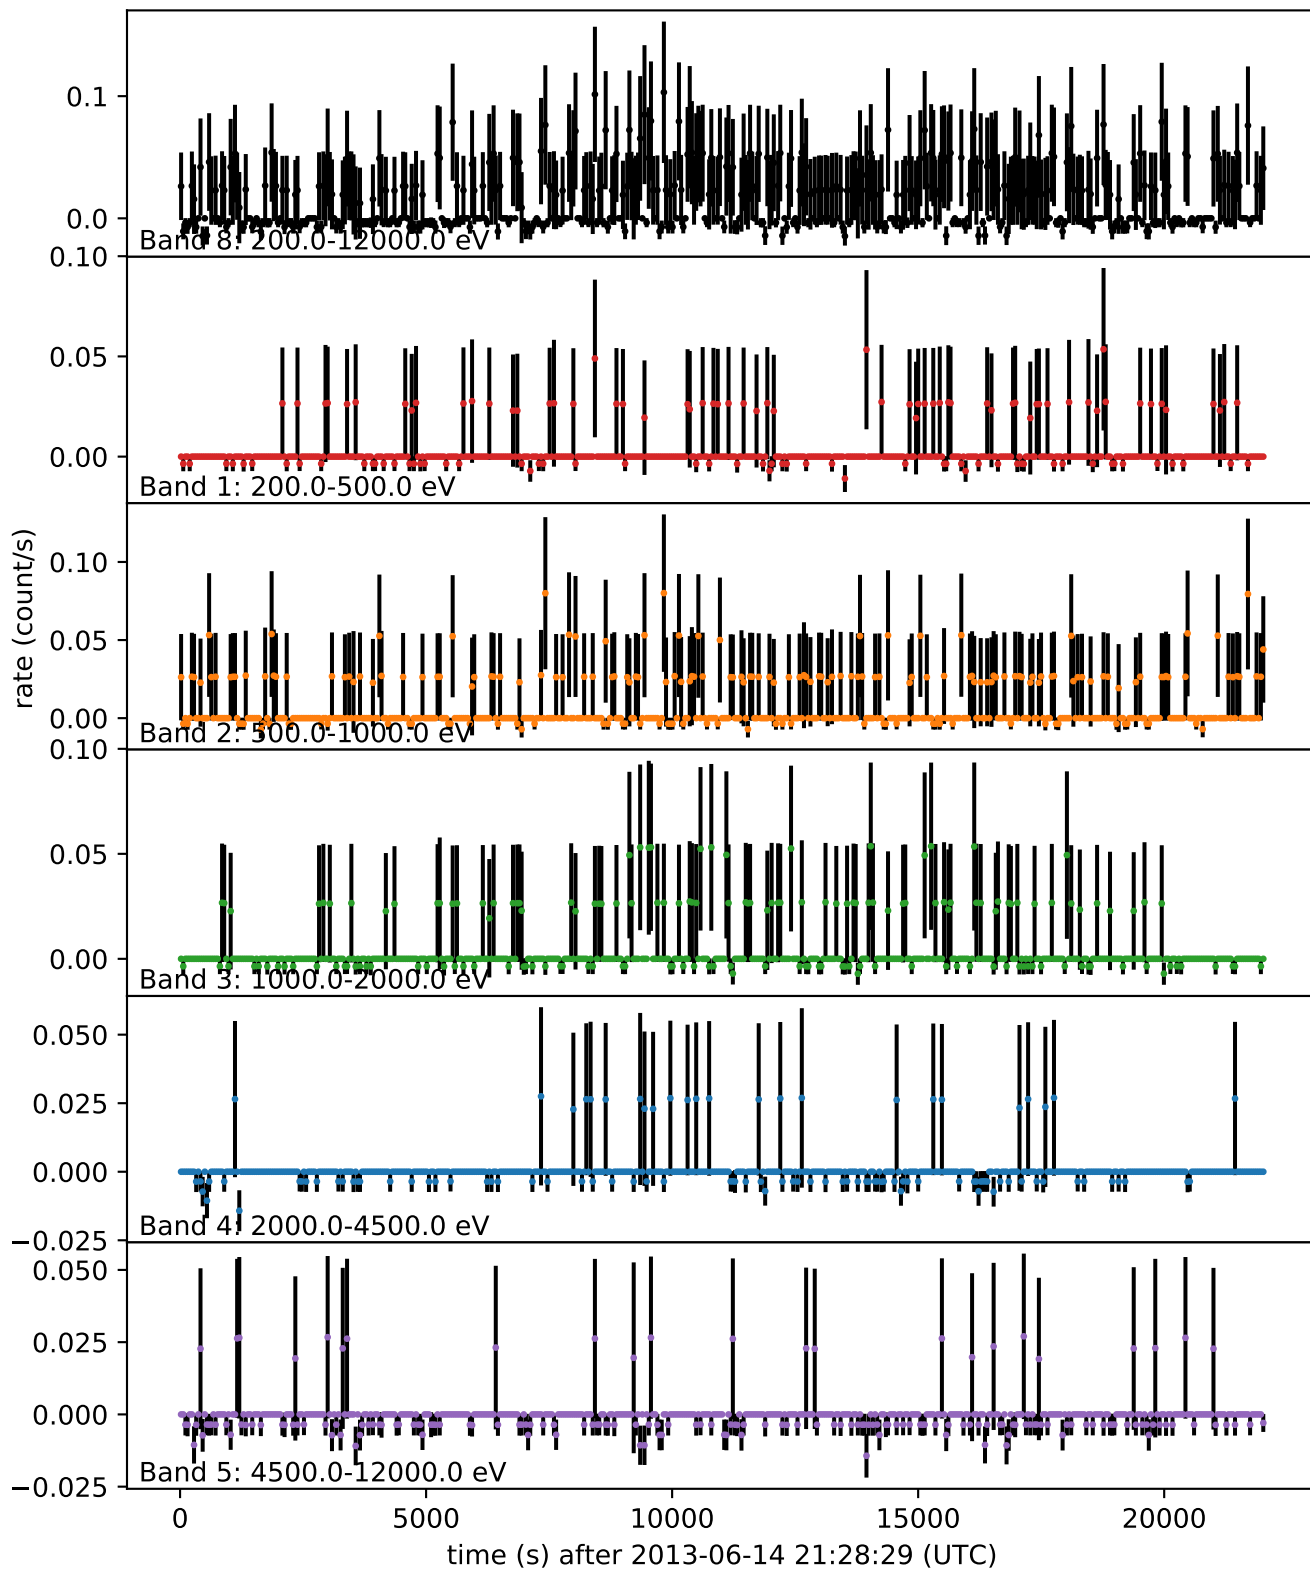 0.1
0.0
Band 8: 200.0-12000.0 eV
0.10
0.05
0.00
Band 1: 200.0-500.0 eV
rate (count/s)
0.10
0.05
0.00
Band 2: 500.0-1000.0 eV
0.10
0.05
0.00
Band 3: 1000.0-2000.0 eV
0.050
0.025
0.000
−0.025
Band 4: 2000.0-4500.0 eV
0.050
0.025
0.000
−0.025
Band 5: 4500.0-12000.0 eV
0 5000 10000 15000 20000
time (s) after 2013-06-14 21:28:29 (UTC)